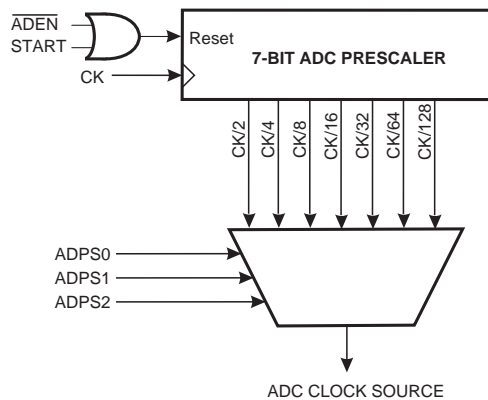 ADEN
START
Reset
7-BIT ADC PRESCALER
CK
CK/2
CK/4
CK/8
CK/16
CK/32
CK/64
CK/128
ADPS0
ADPS1
ADPS2
ADC CLOCK SOURCE